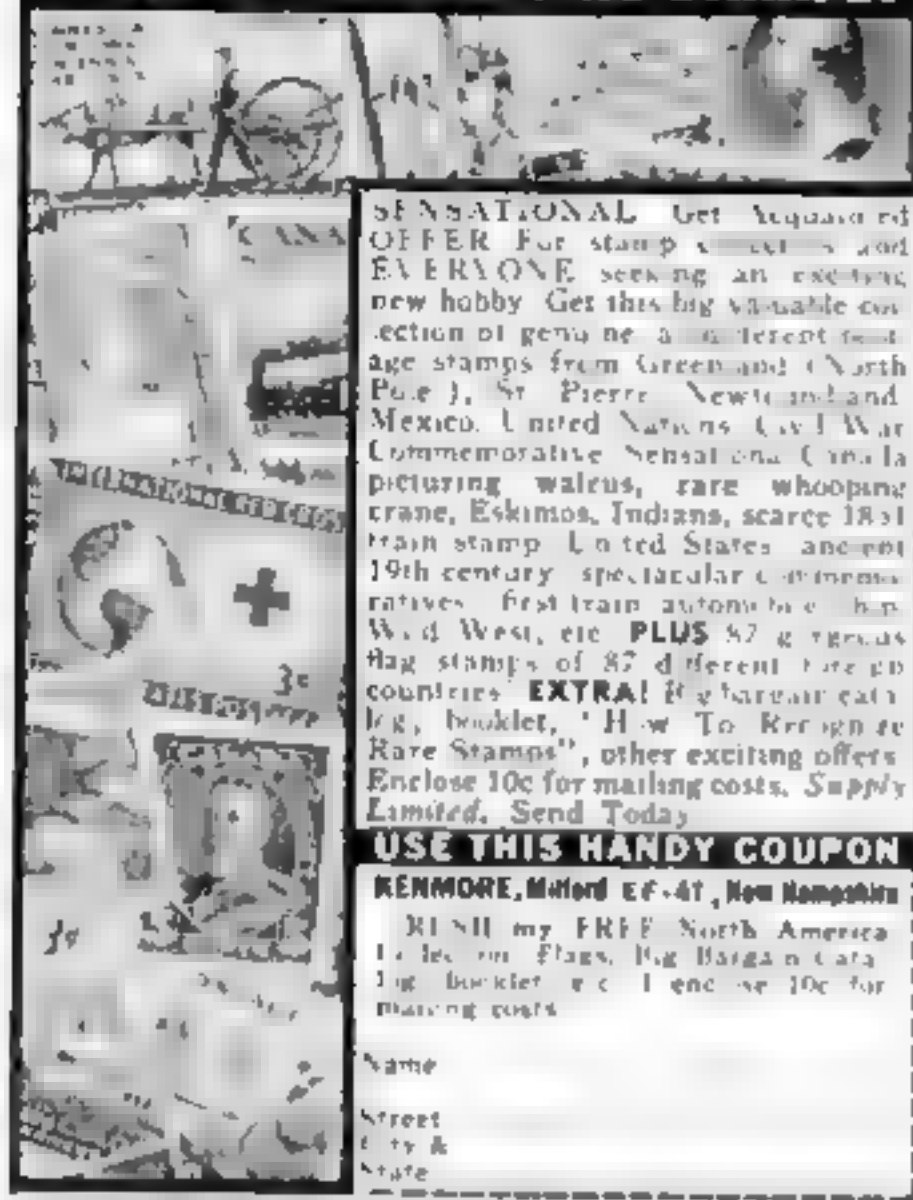 SENSATIONAL Get Acquainted
OFFER For stamp and
EVERYONE seeking an exciting
new hobby Get this big valuable col-
lection of genuine all different post-
age stamps from Greenland (North
Pole), St. Pierre Newfoundland
Mexico, United Nations Civil War
Commemorative Sensational Canada
picturing walrus, rare whooping
crane, Eskimos, Indians, scarce 1851
train stamp United States ancient
19th century spectacular commemo-
ratives first train automobile ship
Wild West, etc PLUS 87 gorgeous
flag stamps of 87 different foreign
countries EXTRA! Big bargain cata-
log, booklet, "How To Recognize
Rare Stamps", other exciting offers
Enclose 10c for mailing costs. Supply
Limited. Send Today
INTERNATIONAL RED CROSS
3c
USE THIS HANDY COUPON
KENMORE, Milford EF-41, New Hampshire
RUSH my FREE North America
Collection Flags, Big Bargain Cata-
log Booklet etc I enclose 10c for
mailing costs
Name
Street
City &
State